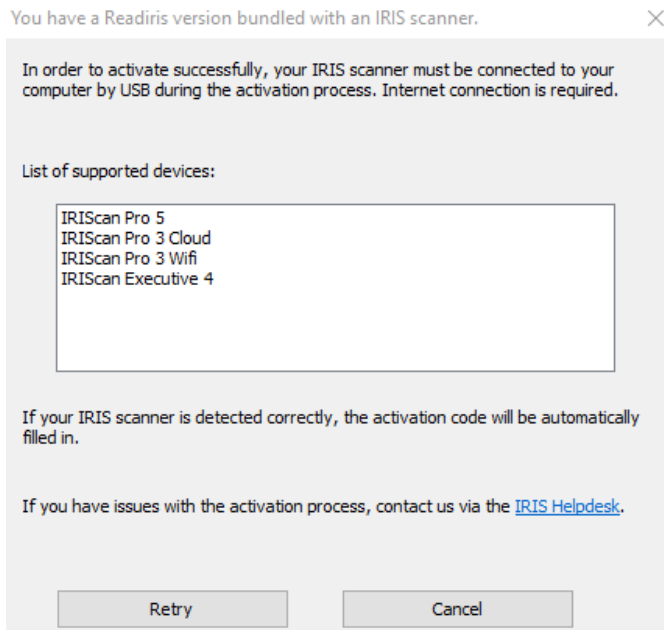 You have a Readiris version bundled with an IRIS scanner.
In order to activate successfully, your IRIS scanner must be connected to your
computer by USB during the activation process. Internet connection is required.
List of supported devices:
IRIScan Pro 5
IRIScan Pro 3 Cloud
IRIScan Pro 3 Wifi
IRIScan Executive 4
If your IRIS scanner is detected correctly, the activation code will be automatically
filled in.
If you have issues with the activation process, contact us via the IRIS Helpdesk.
Retry
Cancel